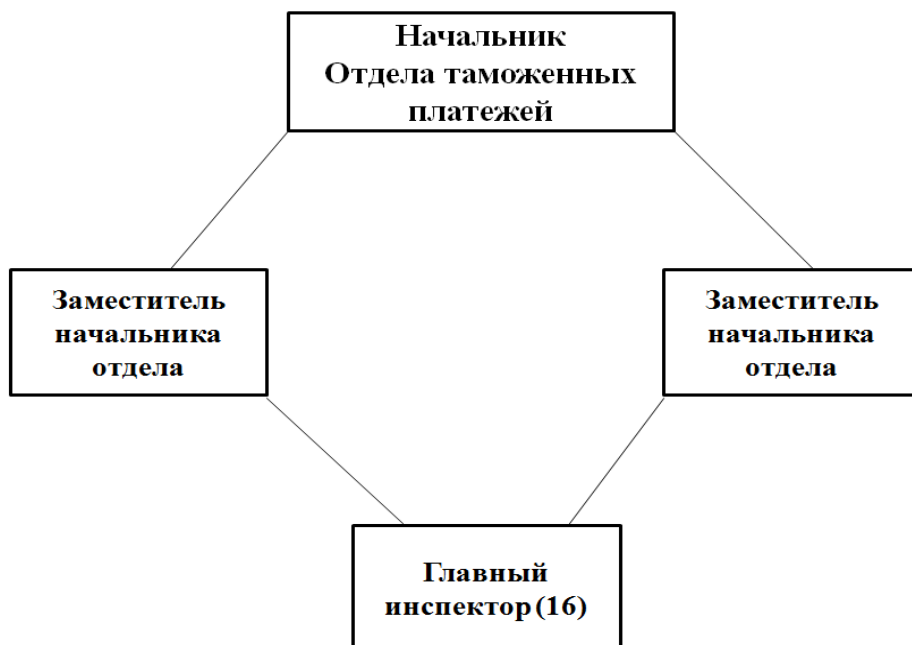 Начальник
Отдела таможенных
платежей
Заместитель
начальника
отдела
Заместитель
начальника
отдела
Главный
инспектор (16)